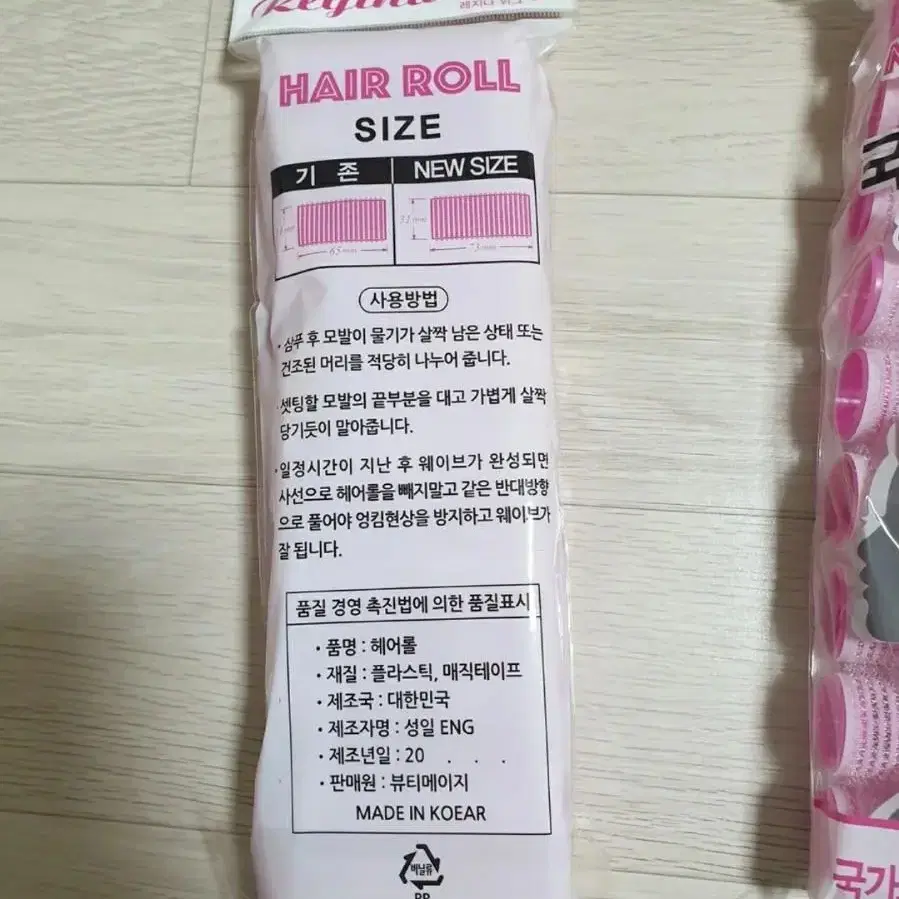 HAIR ROLL
SIZE
기 존
NEW SIZE
65mm
31mm
73mm
사용방법
· 샴푸 후 모발이 물기가 살짝 남은 상태 또는
건조된 머리를 적당히 나누어 줍니다.
· 셋팅할 모발의 끝부분을 대고 가볍게 살짝
당기듯이 말아줍니다.
· 일정시간이 지난 후 웨이브가 완성되면
사선으로 헤어롤을 빼지말고 같은 반대방향
으로 풀어야 엉킴현상을 방지하고 웨이브가
잘 됩니다.
품질 경영 촉진법에 의한 품질표시
· 품명 : 헤어롤
· 재질 : 플라스틱, 매직테이프
· 제조국 : 대한민국
· 제조자명 : 성일 ENG
· 제조년일 : 20 . . .
· 판매원 : 뷰티메이지
MADE IN KOEAR
비닐류
PP
국가